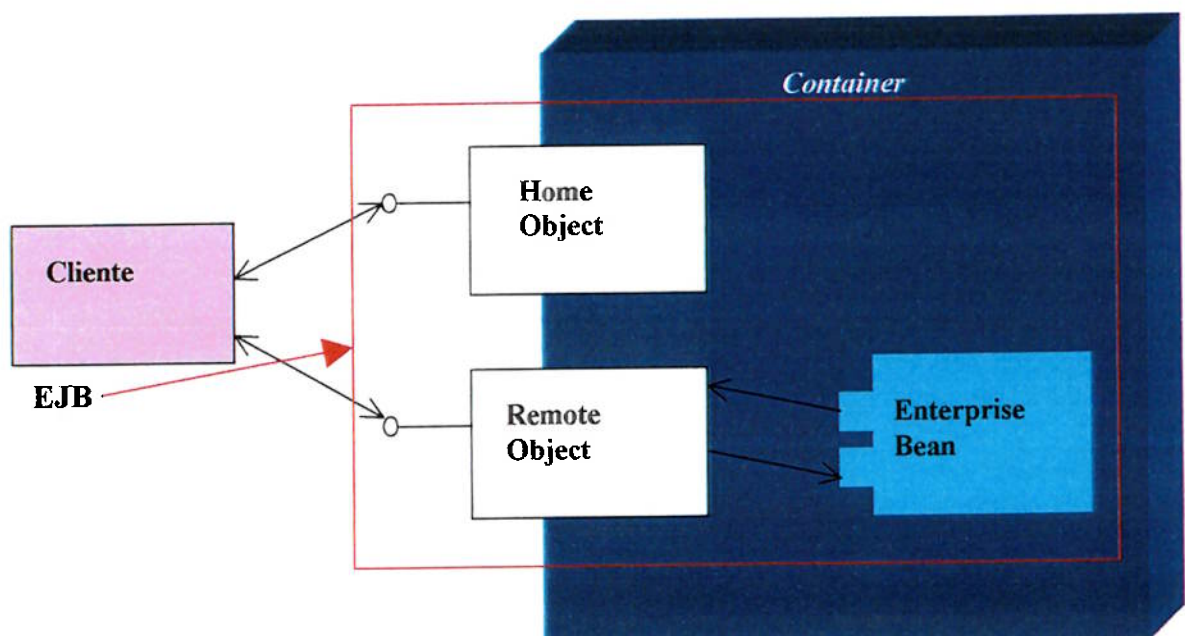 Container
Home
Object
Cliente
EJB
Remote
Object
Enterprise
Bean